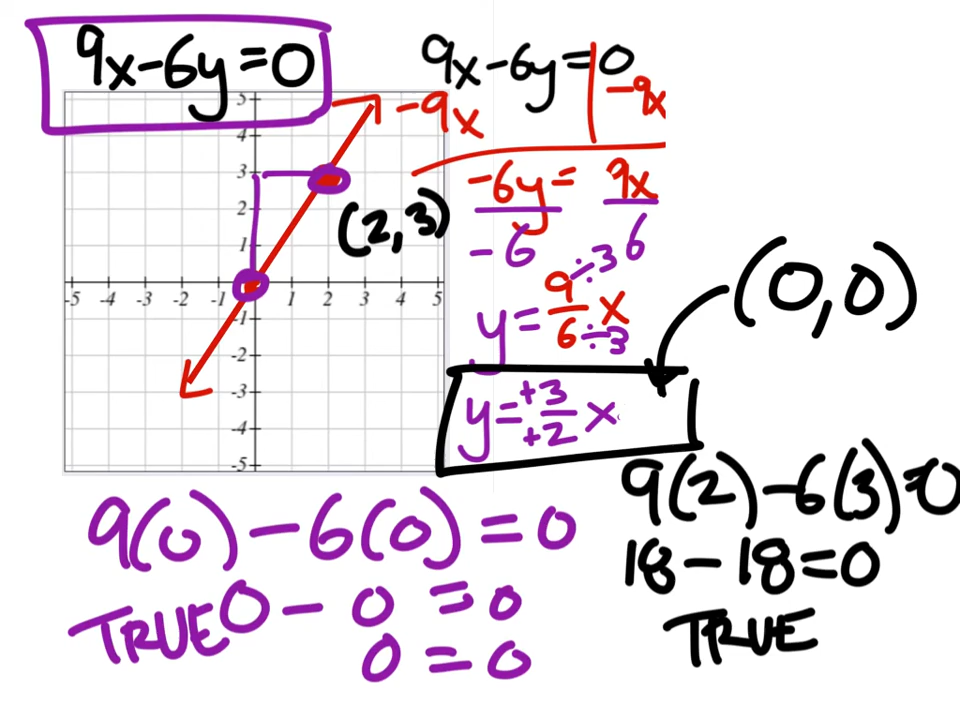 9x-6y=0
9x-6y=0
-9x -9x
-6y= 9x
-6 6
y= 9/6 x ÷3 ÷3
(0,0)
y= +3/+2 x
5
4
3
2
1
-5 -4 -3 -2 -1 1 2 3 4 5
-1
-2
-3
-4
-5
(2,3)
9(0)-6(0)=0
TRUE 0-0=0
0=0
9(2)-6(3)=0
18-18=0
TRUE